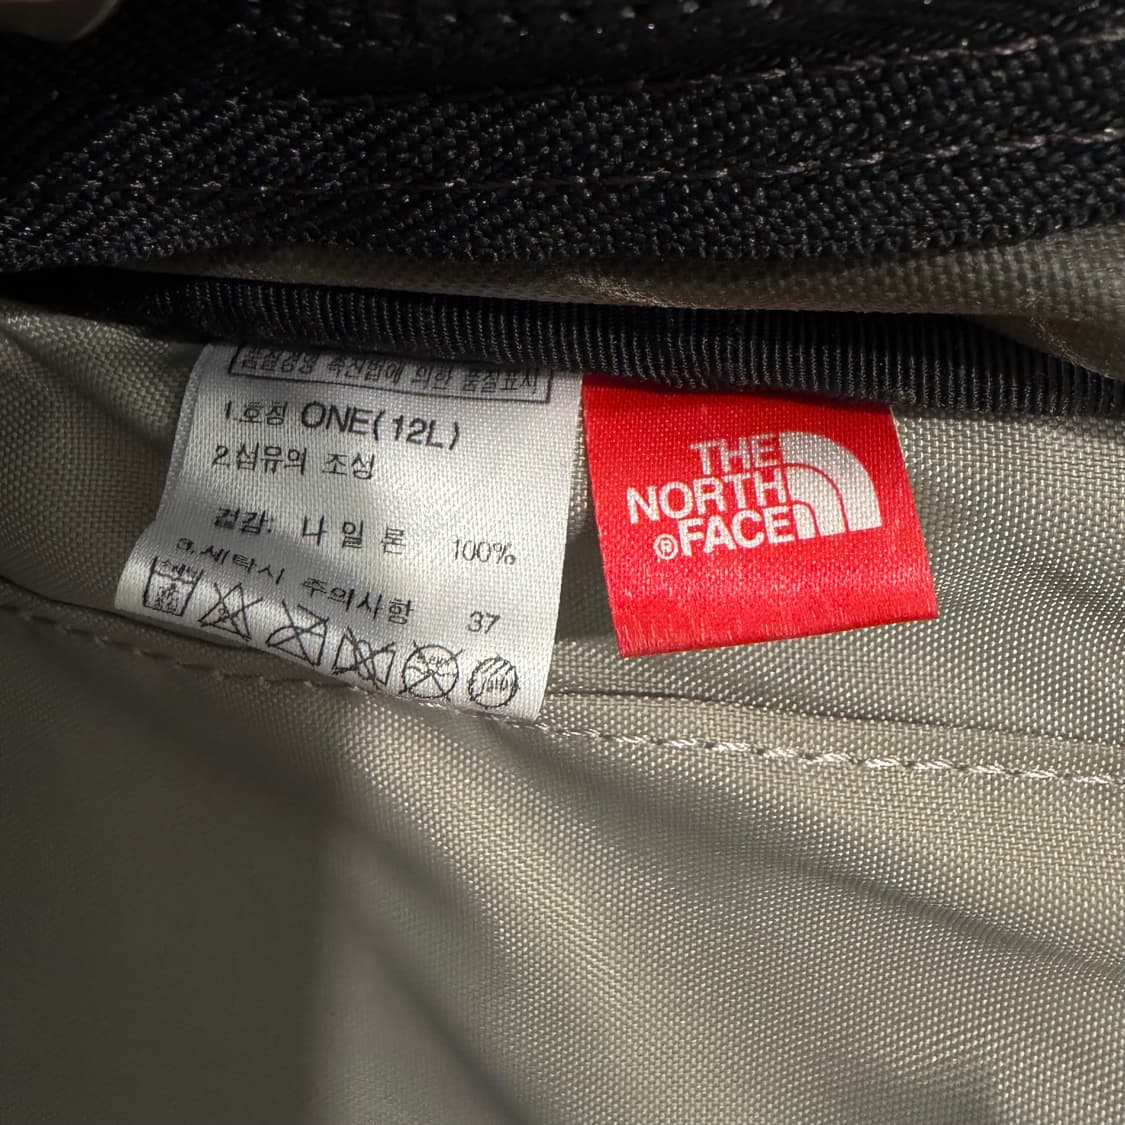 품질경영 촉진법에 의한 품질표시
1.호칭 ONE(12L)
2.섬유의 조성
겉감: 나 일 론 100%
3.세탁시 주의사항 37
THE
NORTH
®FACE